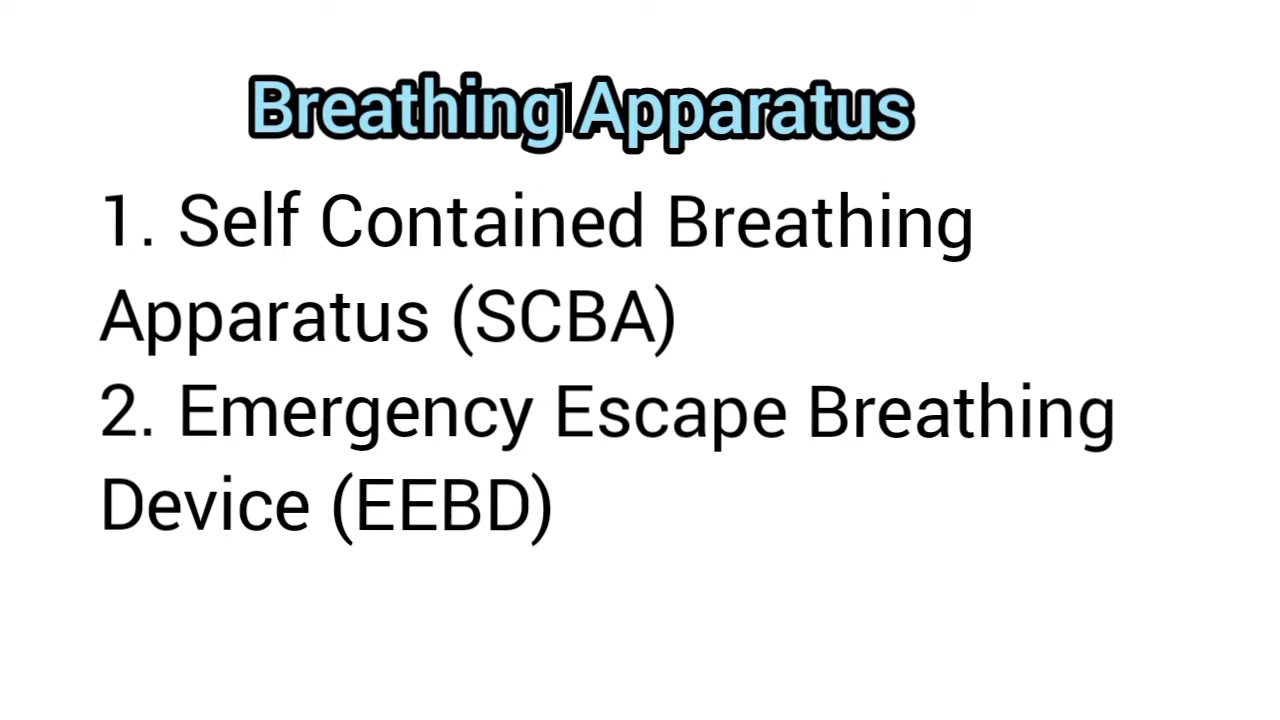 Breathing Apparatus
1. Self Contained Breathing
Apparatus (SCBA)
2. Emergency Escape Breathing
Device (EEBD)